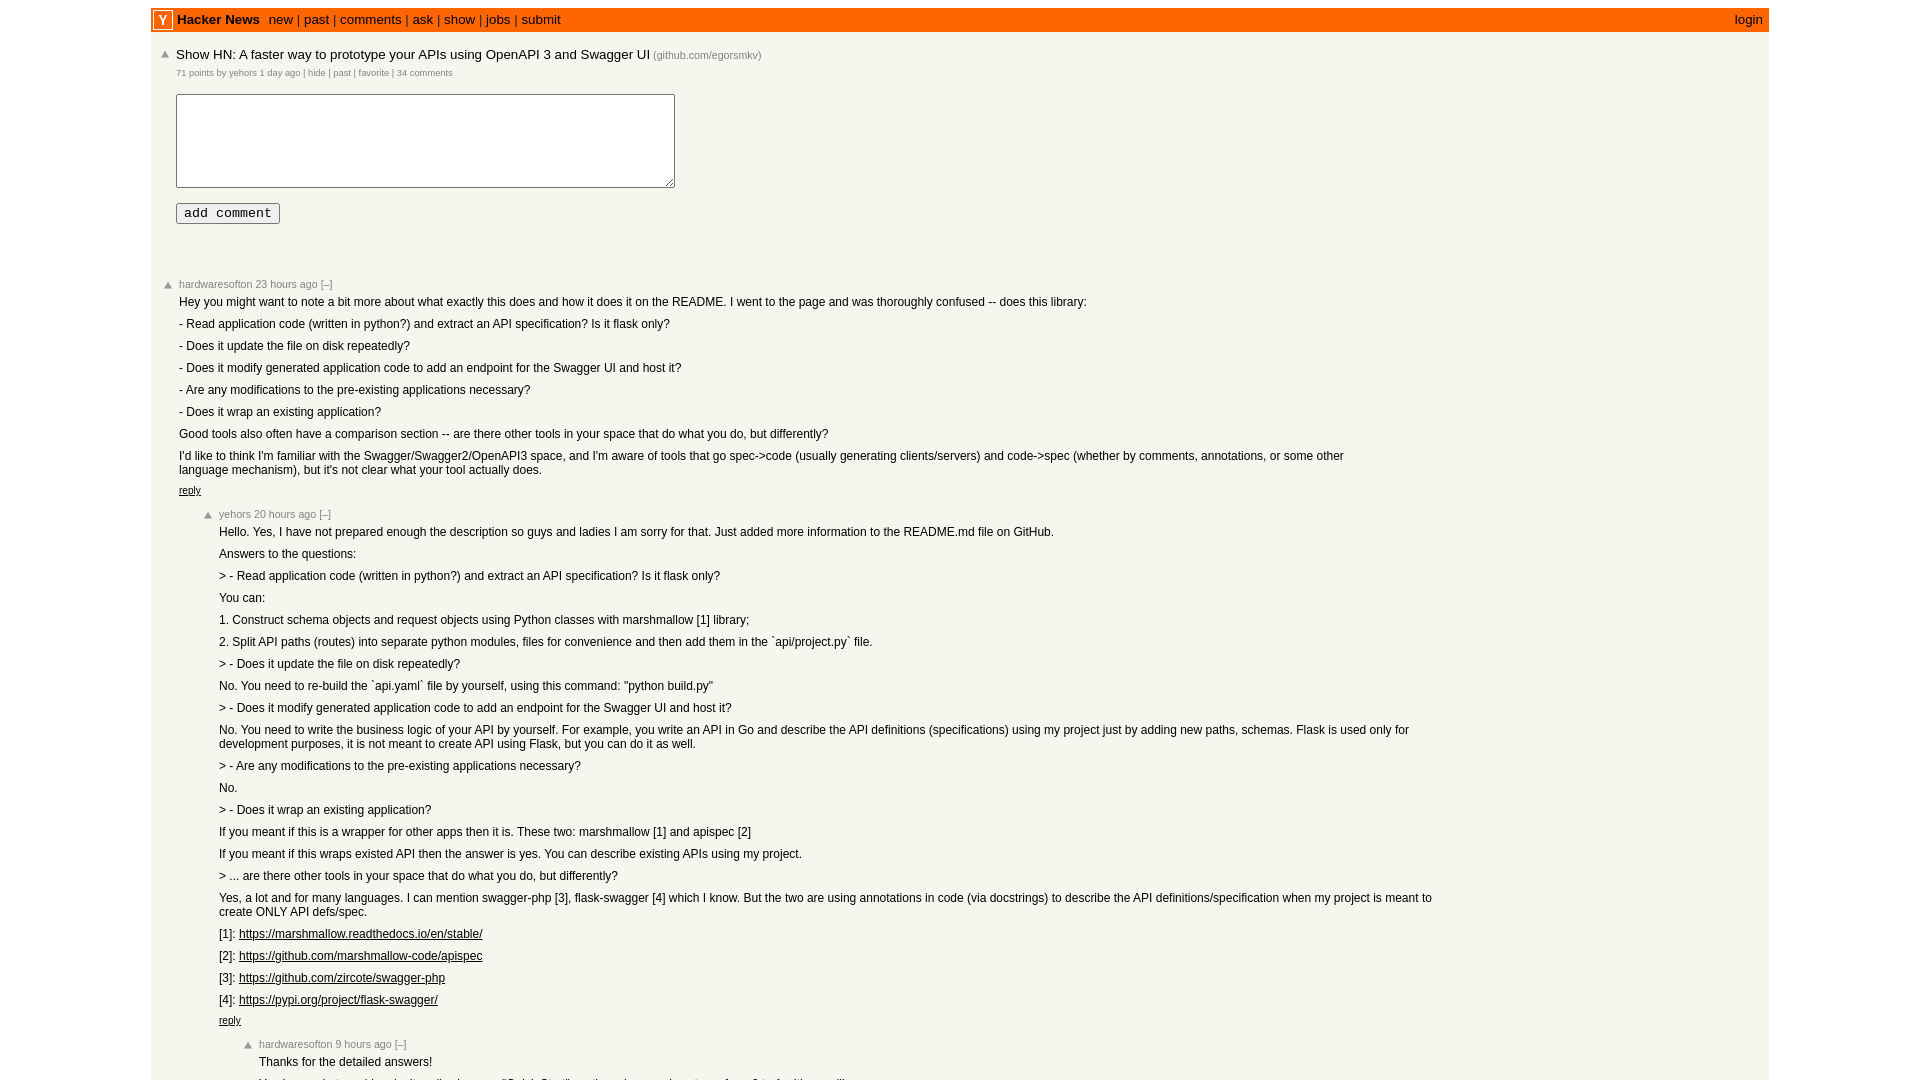 Y Hacker News new | past | comments | ask | show | jobs | submit login
Show HN: A faster way to prototype your APIs using OpenAPI 3 and Swagger UI (github.com/egorsmkv)
71 points by yehors 1 day ago | hide | past | favorite | 34 comments
add comment
hardwaresofton 23 hours ago [–]
Hey you might want to note a bit more about what exactly this does and how it does it on the README. I went to the page and was thoroughly confused -- does this library:
- Read application code (written in python?) and extract an API specification? Is it flask only?
- Does it update the file on disk repeatedly?
- Does it modify generated application code to add an endpoint for the Swagger UI and host it?
- Are any modifications to the pre-existing applications necessary?
- Does it wrap an existing application?
Good tools also often have a comparison section -- are there other tools in your space that do what you do, but differently?
I'd like to think I'm familiar with the Swagger/Swagger2/OpenAPI3 space, and I'm aware of tools that go spec->code (usually generating clients/servers) and code->spec (whether by comments, annotations, or some other
language mechanism), but it's not clear what your tool actually does.
reply
yehors 20 hours ago [–]
Hello. Yes, I have not prepared enough the description so guys and ladies I am sorry for that. Just added more information to the README.md file on GitHub.
Answers to the questions:
> - Read application code (written in python?) and extract an API specification? Is it flask only?
You can:
1. Construct schema objects and request objects using Python classes with marshmallow [1] library;
2. Split API paths (routes) into separate python modules, files for convenience and then add them in the `api/project.py` file.
> - Does it update the file on disk repeatedly?
No. You need to re-build the `api.yaml` file by yourself, using this command: "python build.py"
> - Does it modify generated application code to add an endpoint for the Swagger UI and host it?
No. You need to write the business logic of your API by yourself. For example, you write an API in Go and describe the API definitions (specifications) using my project just by adding new paths, schemas. Flask is used only for
development purposes, it is not meant to create API using Flask, but you can do it as well.
> - Are any modifications to the pre-existing applications necessary?
No.
> - Does it wrap an existing application?
If you meant if this is a wrapper for other apps then it is. These two: marshmallow [1] and apispec [2]
If you meant if this wraps existed API then the answer is yes. You can describe existing APIs using my project.
> ... are there other tools in your space that do what you do, but differently?
Yes, a lot and for many languages. I can mention swagger-php [3], flask-swagger [4] which I know. But the two are using annotations in code (via docstrings) to describe the API definitions/specification when my project is meant to
create ONLY API defs/spec.
[1]: https://marshmallow.readthedocs.io/en/stable/
[2]: https://github.com/marshmallow-code/apispec
[3]: https://github.com/zircote/swagger-php
[4]: https://pypi.org/project/flask-swagger/
reply
hardwaresofton 9 hours ago [–]
Thanks for the detailed answers!